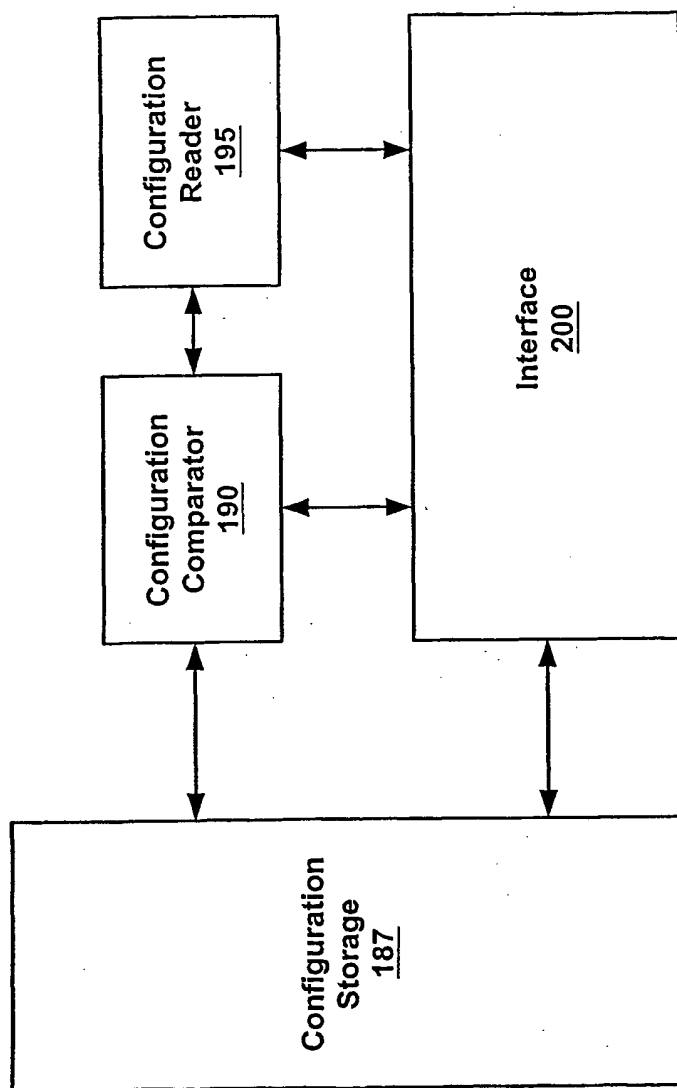 Configuration
Storage
187
Configuration
Comparator
190
Configuration
Reader
195
Interface
200